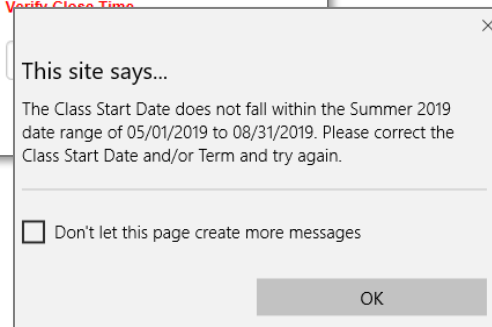 Verify Close Time
This site says...
The Class Start Date does not fall within the Summer 2019
date range of 05/01/2019 to 08/31/2019. Please correct the
Class Start Date and/or Term and try again.
Don't let this page create more messages
OK